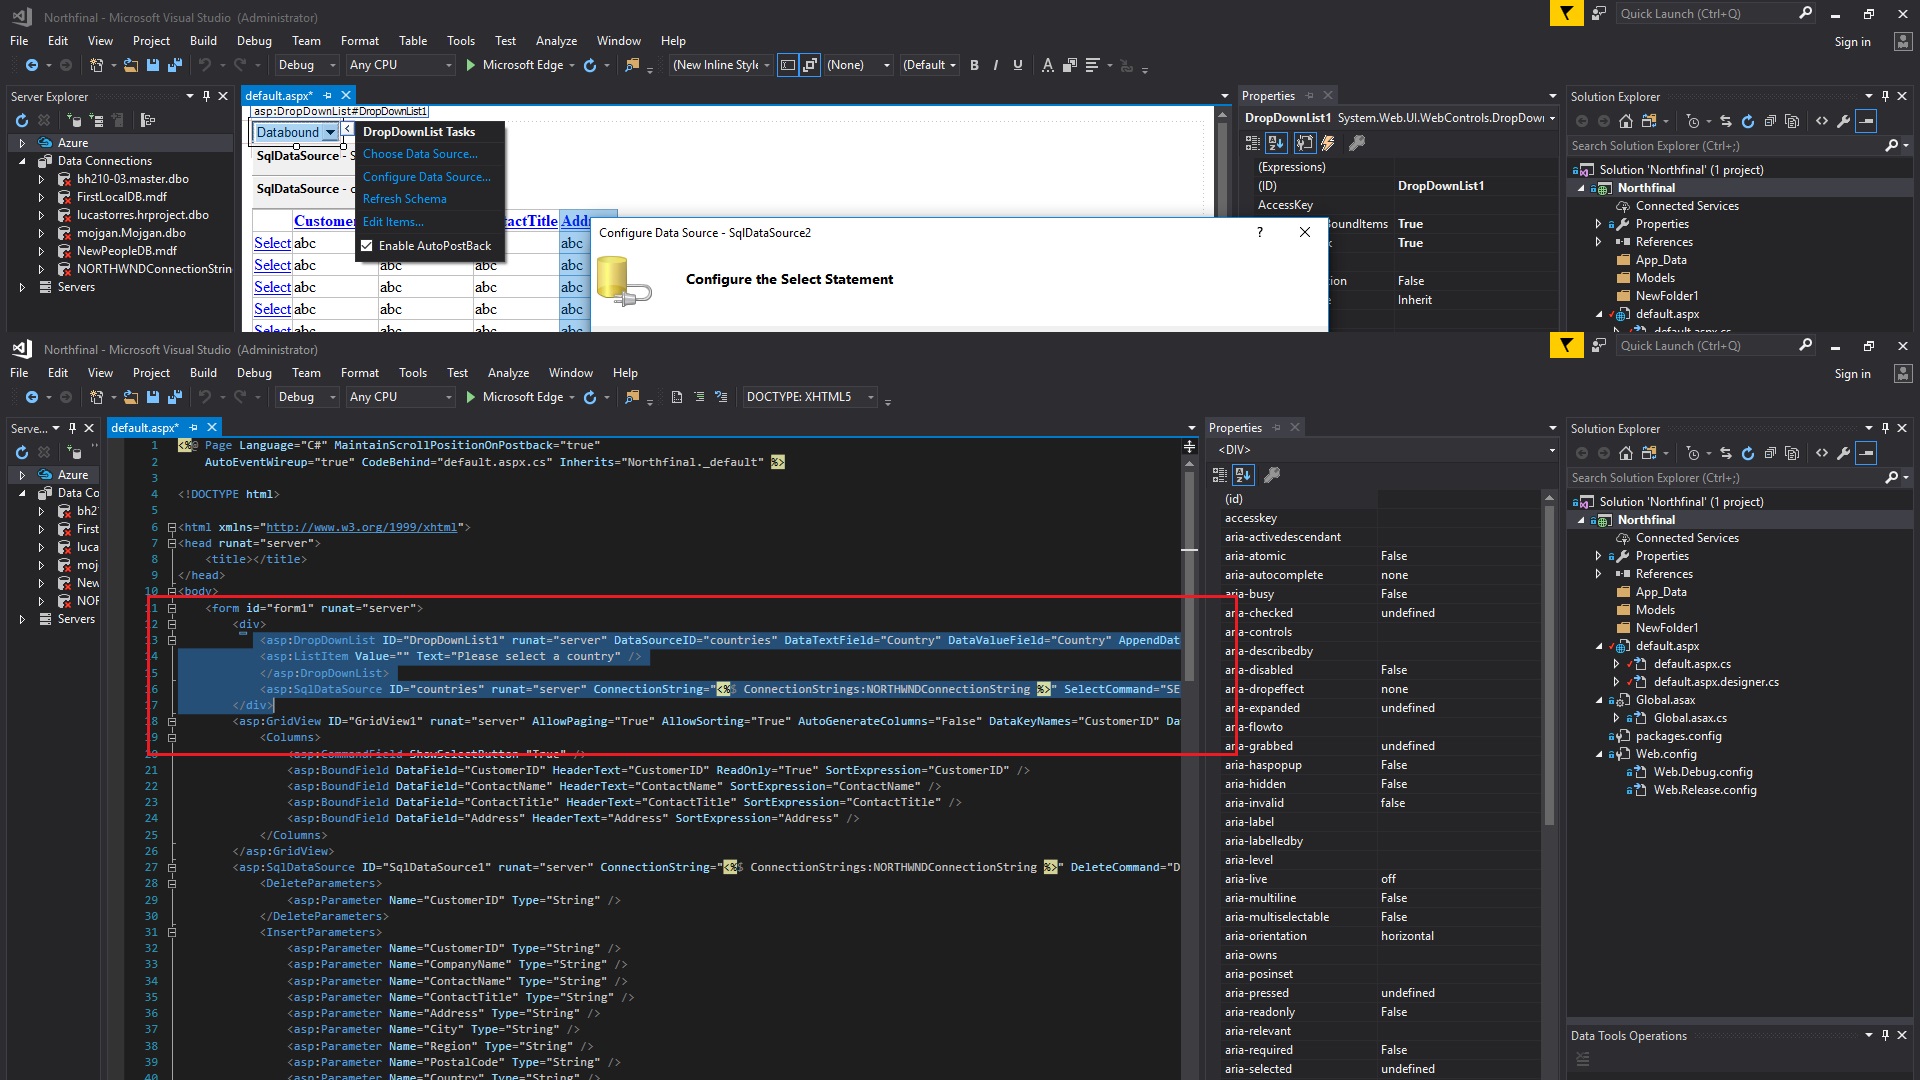 Northfinal - Microsoft Visual Studio (Administrator)
Quick Launch (Ctrl+Q)
File Edit View Project Build Debug Team Format Table Tools Test Analyze Window Help
Sign in
Debug Any CPU Microsoft Edge (New Inline Style (None) (Default B I U A
Server Explorer
default.aspx*
Properties
Solution Explorer
asp:DropDownList#DropDownList1
DropDownList1 System.Web.UI.WebControls.DropDown
Databound
DropDownList Tasks
Choose Data Source...
Configure Data Source...
Refresh Schema
Edit Items...
Enable AutoPostBack
SqlDataSource - S
SqlDataSource - c
Azure
Data Connections
bh210-03.master.dbo
FirstLocalDB.mdf
lucastorres.hrproject.dbo
mojgan.Mojgan.dbo
NewPeopleDB.mdf
NORTHWNDConnectionStrin
Servers
Custome tactTitle Addr
Select abc abc
Select abc abc abc abc
Select abc abc abc abc
Select abc abc abc abc
Select abc abc abc abc
Configure Data Source - SqlDataSource2
?
Configure the Select Statement
(Expressions)
(ID) DropDownList1
AccessKey
BoundItems True
True
tion False
Inherit
Search Solution Explorer (Ctrl+;)
Solution 'Northfinal' (1 project)
Northfinal
Connected Services
Properties
References
App_Data
Models
NewFolder1
default.aspx
default.aspx.cs
Northfinal - Microsoft Visual Studio (Administrator)
Quick Launch (Ctrl+Q)
File Edit View Project Build Debug Team Format Tools Test Analyze Window Help
Sign in
Debug Any CPU Microsoft Edge DOCTYPE: XHTML5
Serve...
default.aspx*
Azure
Data Co
bh2
First
luca
moj
New
NOF
Servers
1 <%@ Page Language="C#" MaintainScrollPositionOnPostback="true"
2 AutoEventWireup="true" CodeBehind="default.aspx.cs" Inherits="Northfinal._default" %>
3
4 <!DOCTYPE html>
5
6 <html xmlns="http://www.w3.org/1999/xhtml">
7 <head runat="server">
8 <title></title>
9 </head>
10 <body>
11 <form id="form1" runat="server">
12 <div>
13 <asp:DropDownList ID="DropDownList1" runat="server" DataSourceID="countries" DataTextField="Country" DataValueField="Country" AppendDat
14 <asp:ListItem Value="" Text="Please select a country" />
15 </asp:DropDownList>
16 <asp:SqlDataSource ID="countries" runat="server" ConnectionString="<%$ ConnectionStrings:NORTHWNDConnectionString %>" SelectCommand="SE
17 </div>
18 <asp:GridView ID="GridView1" runat="server" AllowPaging="True" AllowSorting="True" AutoGenerateColumns="False" DataKeyNames="CustomerID" Da
19 <Columns>
20 <asp:CommandField ShowSelectButton="True" />
21 <asp:BoundField DataField="CustomerID" HeaderText="CustomerID" ReadOnly="True" SortExpression="CustomerID" />
22 <asp:BoundField DataField="ContactName" HeaderText="ContactName" SortExpression="ContactName" />
23 <asp:BoundField DataField="ContactTitle" HeaderText="ContactTitle" SortExpression="ContactTitle" />
24 <asp:BoundField DataField="Address" HeaderText="Address" SortExpression="Address" />
25 </Columns>
26 </asp:GridView>
27 <asp:SqlDataSource ID="SqlDataSource1" runat="server" ConnectionString="<%$ ConnectionStrings:NORTHWNDConnectionString %>" DeleteCommand="D
28 <DeleteParameters>
29 <asp:Parameter Name="CustomerID" Type="String" />
30 </DeleteParameters>
31 <InsertParameters>
32 <asp:Parameter Name="CustomerID" Type="String" />
33 <asp:Parameter Name="CompanyName" Type="String" />
34 <asp:Parameter Name="ContactName" Type="String" />
35 <asp:Parameter Name="ContactTitle" Type="String" />
36 <asp:Parameter Name="Address" Type="String" />
37 <asp:Parameter Name="City" Type="String" />
38 <asp:Parameter Name="Region" Type="String" />
39 <asp:Parameter Name="PostalCode" Type="String" />
40 <asp:Parameter Name="Country" Type="String" />
Properties
<DIV>
(id)
accesskey
aria-activedescendant
aria-atomic False
aria-autocomplete none
aria-busy False
aria-checked undefined
aria-controls
aria-describedby
aria-disabled False
aria-dropeffect none
aria-expanded undefined
aria-flowto
aria-grabbed undefined
aria-haspopup False
aria-hidden False
aria-invalid false
aria-label
aria-labelledby
aria-level
aria-live off
aria-multiline False
aria-multiselectable False
aria-orientation horizontal
aria-owns
aria-posinset
aria-pressed undefined
aria-readonly False
aria-relevant
aria-required False
aria-selected undefined
Solution Explorer
Search Solution Explorer (Ctrl+;)
Solution 'Northfinal' (1 project)
Northfinal
Connected Services
Properties
References
App_Data
Models
NewFolder1
default.aspx
default.aspx.cs
default.aspx.designer.cs
Global.asax
Global.asax.cs
packages.config
Web.config
Web.Debug.config
Web.Release.config
Data Tools Operations